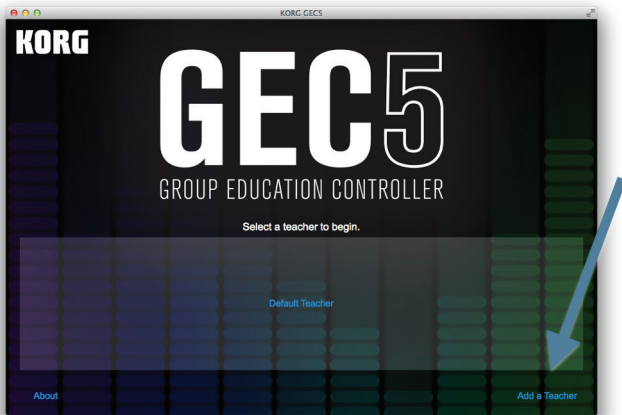 KORG GEC5
KORG
GEC5
GROUP EDUCATION CONTROLLER
Select a teacher to begin.
Default Teacher
About
Add a Teacher